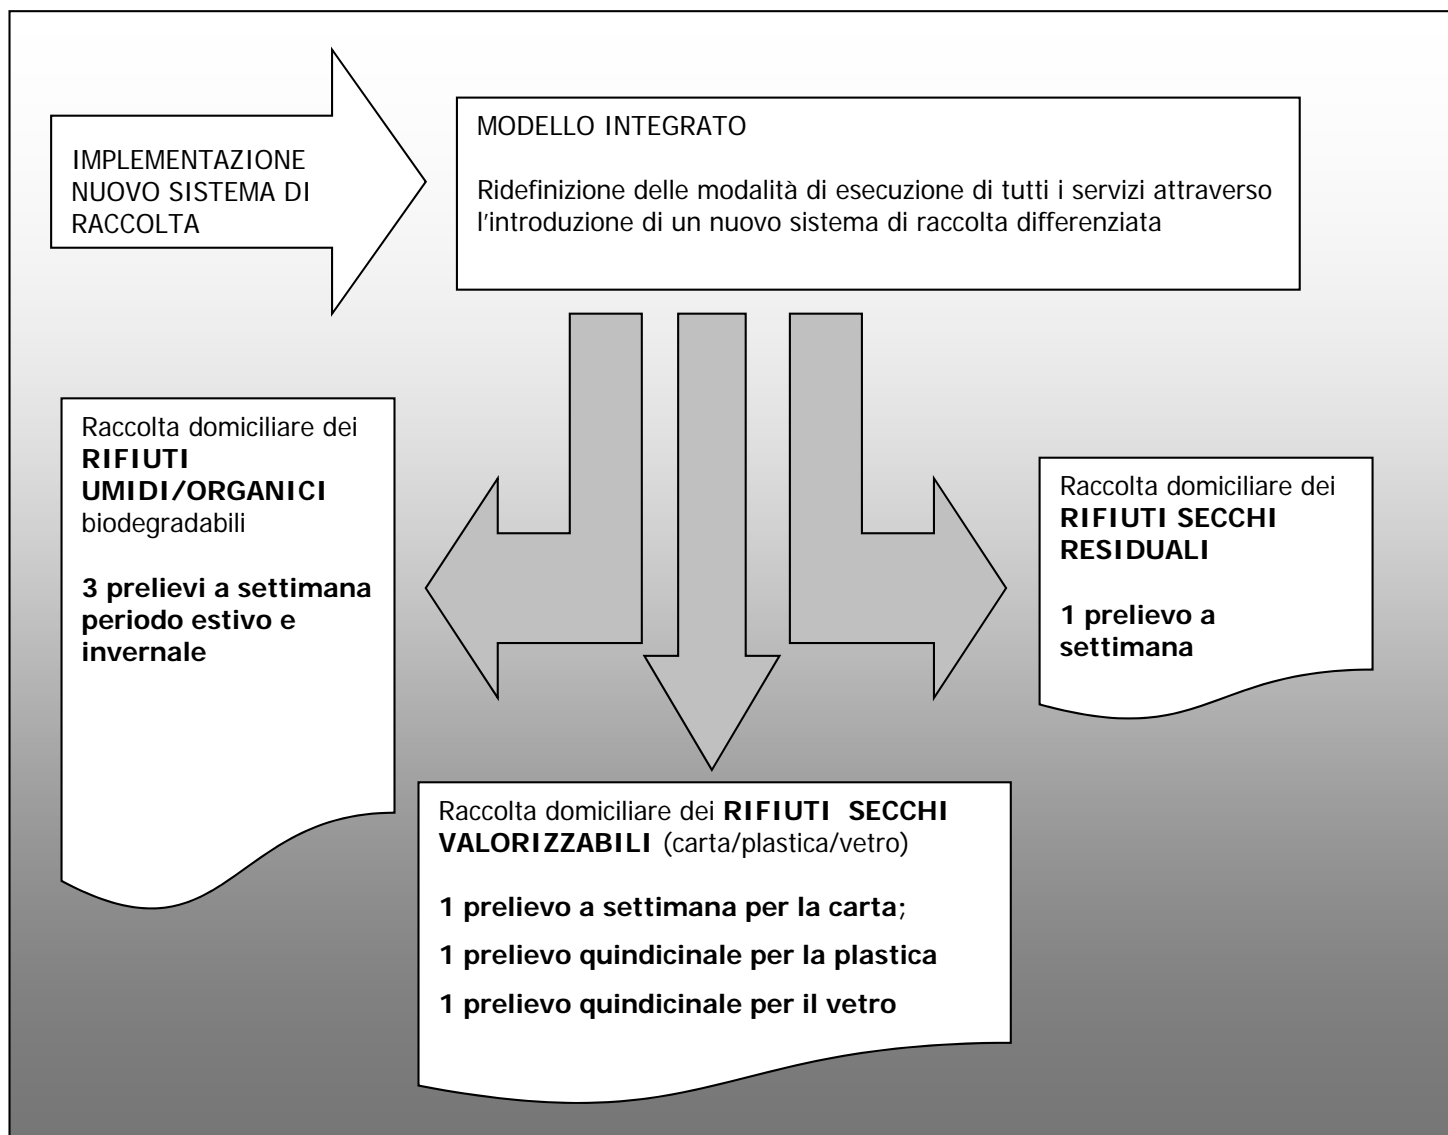 IMPLEMENTAZIONE
NUOVO SISTEMA DI
RACCOLTA
MODELLO INTEGRATO
Ridefinizione delle modalità di esecuzione di tutti i servizi attraverso
l'introduzione di un nuovo sistema di raccolta differenziata
Raccolta domiciliare dei
RIFIUTI
UMIDI/ORGANICI
biodegradabili
3 prelievi a settimana
periodo estivo e
invernale
Raccolta domiciliare dei
RIFIUTI SECCHI
RESIDUALI
1 prelievo a
settimana
Raccolta domiciliare dei RIFIUTI SECCHI
VALORIZZABILI (carta/plastica/vetro)
1 prelievo a settimana per la carta;
1 prelievo quindicinale per la plastica
1 prelievo quindicinale per il vetro